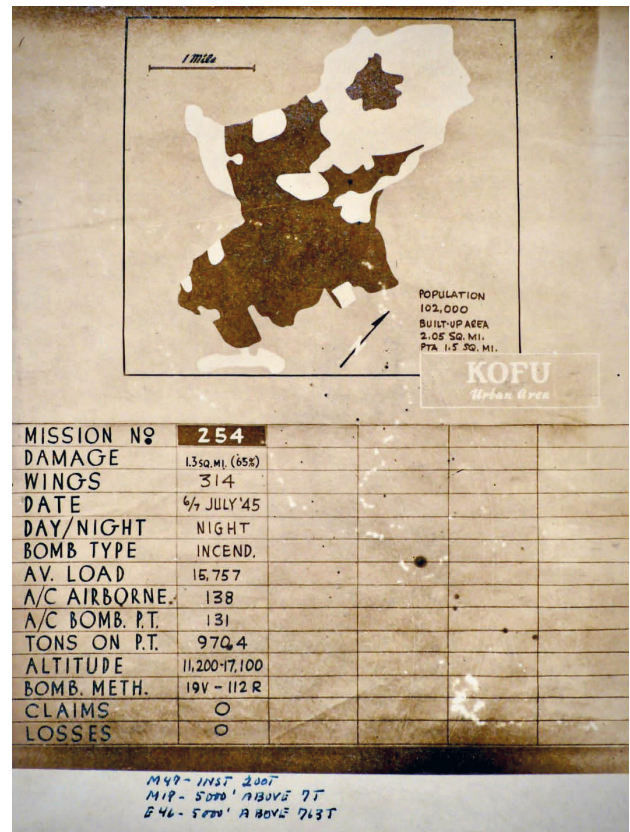 1 Mile
POPULATION
102,000
BUILT-UP AREA
2.05 SQ. MI.
PTA 1.5 SQ. MI.
KOFU
Urban Area
MISSION Nº 254
DAMAGE 1.3 SQ. MI. (65%)
WINGS 314
DATE 6/7 JULY '45
DAY/NIGHT NIGHT
BOMB TYPE INCEND.
AV. LOAD 15,757
A/C AIRBORNE. 138
A/C BOMB. P.T. 131
TONS ON P.T. 970.4
ALTITUDE 11,200-17,100
BOMB. METH. 19V - 112 R
CLAIMS 0
LOSSES 0
M47 - INST 200T
M19 - 5000' ABOVE 7T
E46 - 5000' ABOVE 763T